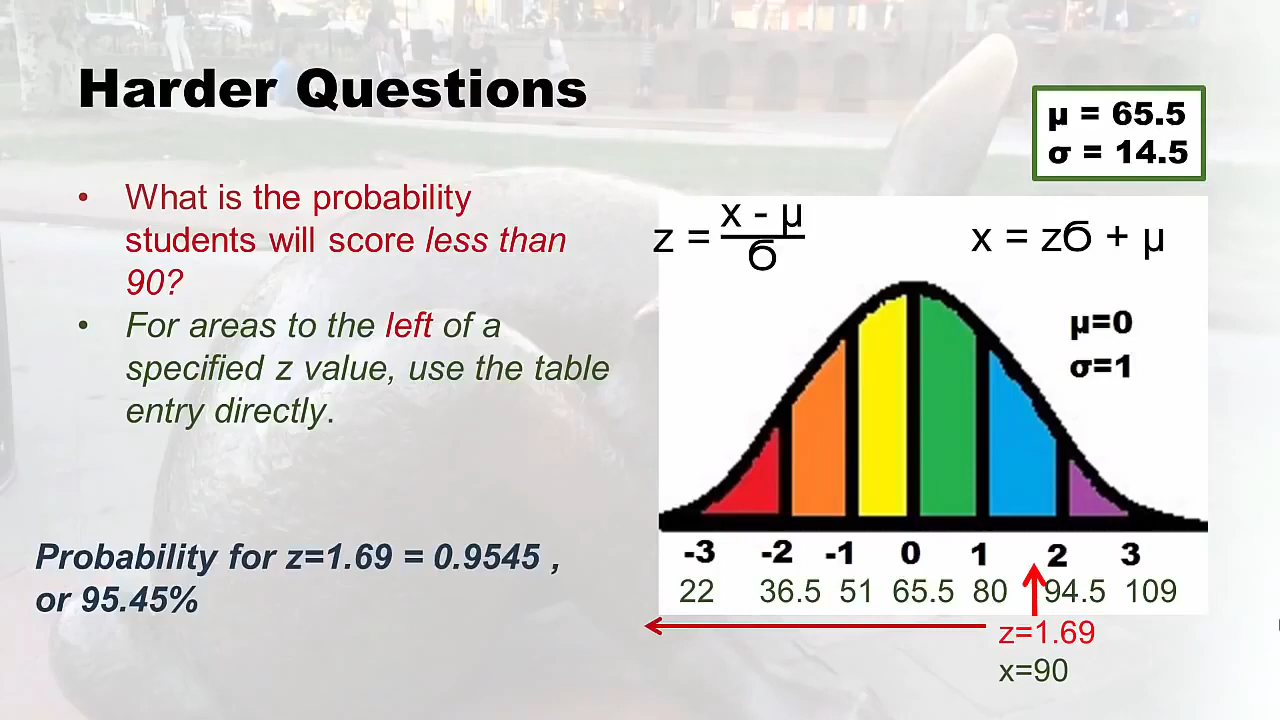 Harder Questions
μ = 65.5
σ = 14.5
• What is the probability
students will score less than
90?
• For areas to the left of a
specified z value, use the table
entry directly.
z = x - μ
σ
x = zσ + μ
μ=0
σ=1
-3 -2 -1 0 1 2 3
22 36.5 51 65.5 80 94.5 109
z=1.69
x=90
Probability for z=1.69 = 0.9545 ,
or 95.45%